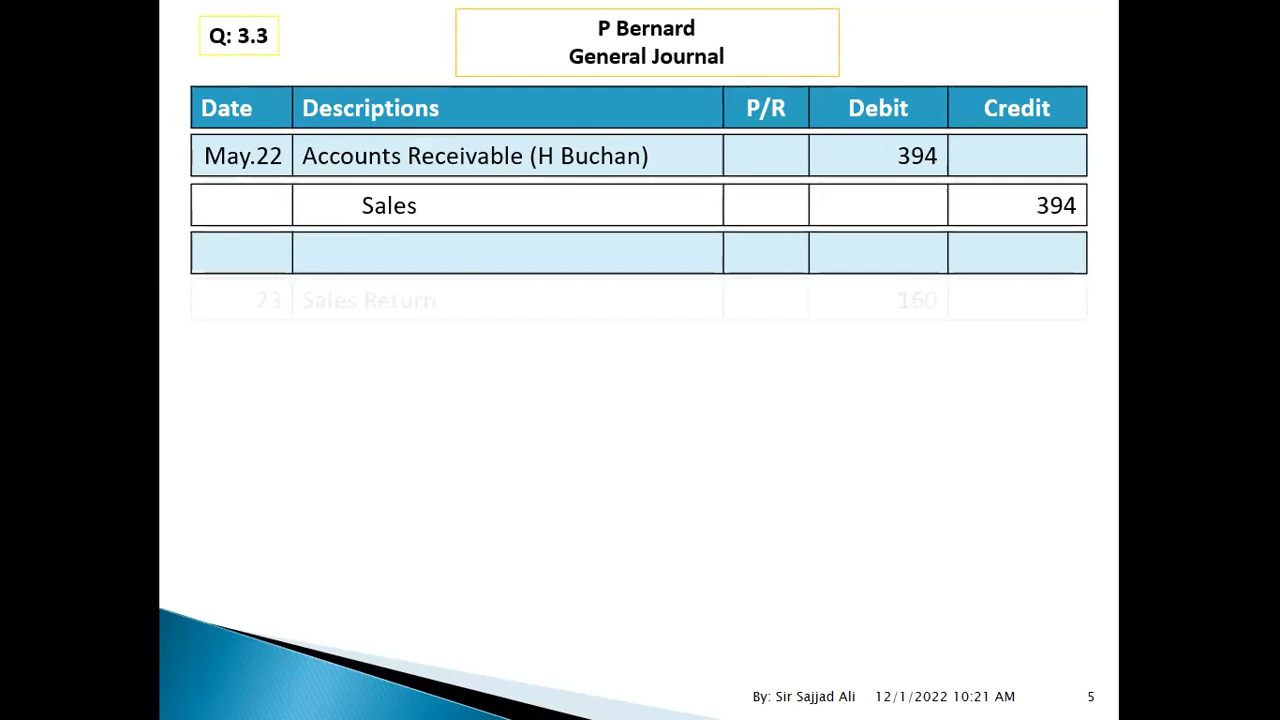 Q: 3.3
P Bernard
General Journal
Date Descriptions P/R Debit Credit
May.22 Accounts Receivable (H Buchan) 394
Sales 394
23 Sales Return 160
By: Sir Sajjad Ali 12/1/2022 10:21 AM 5